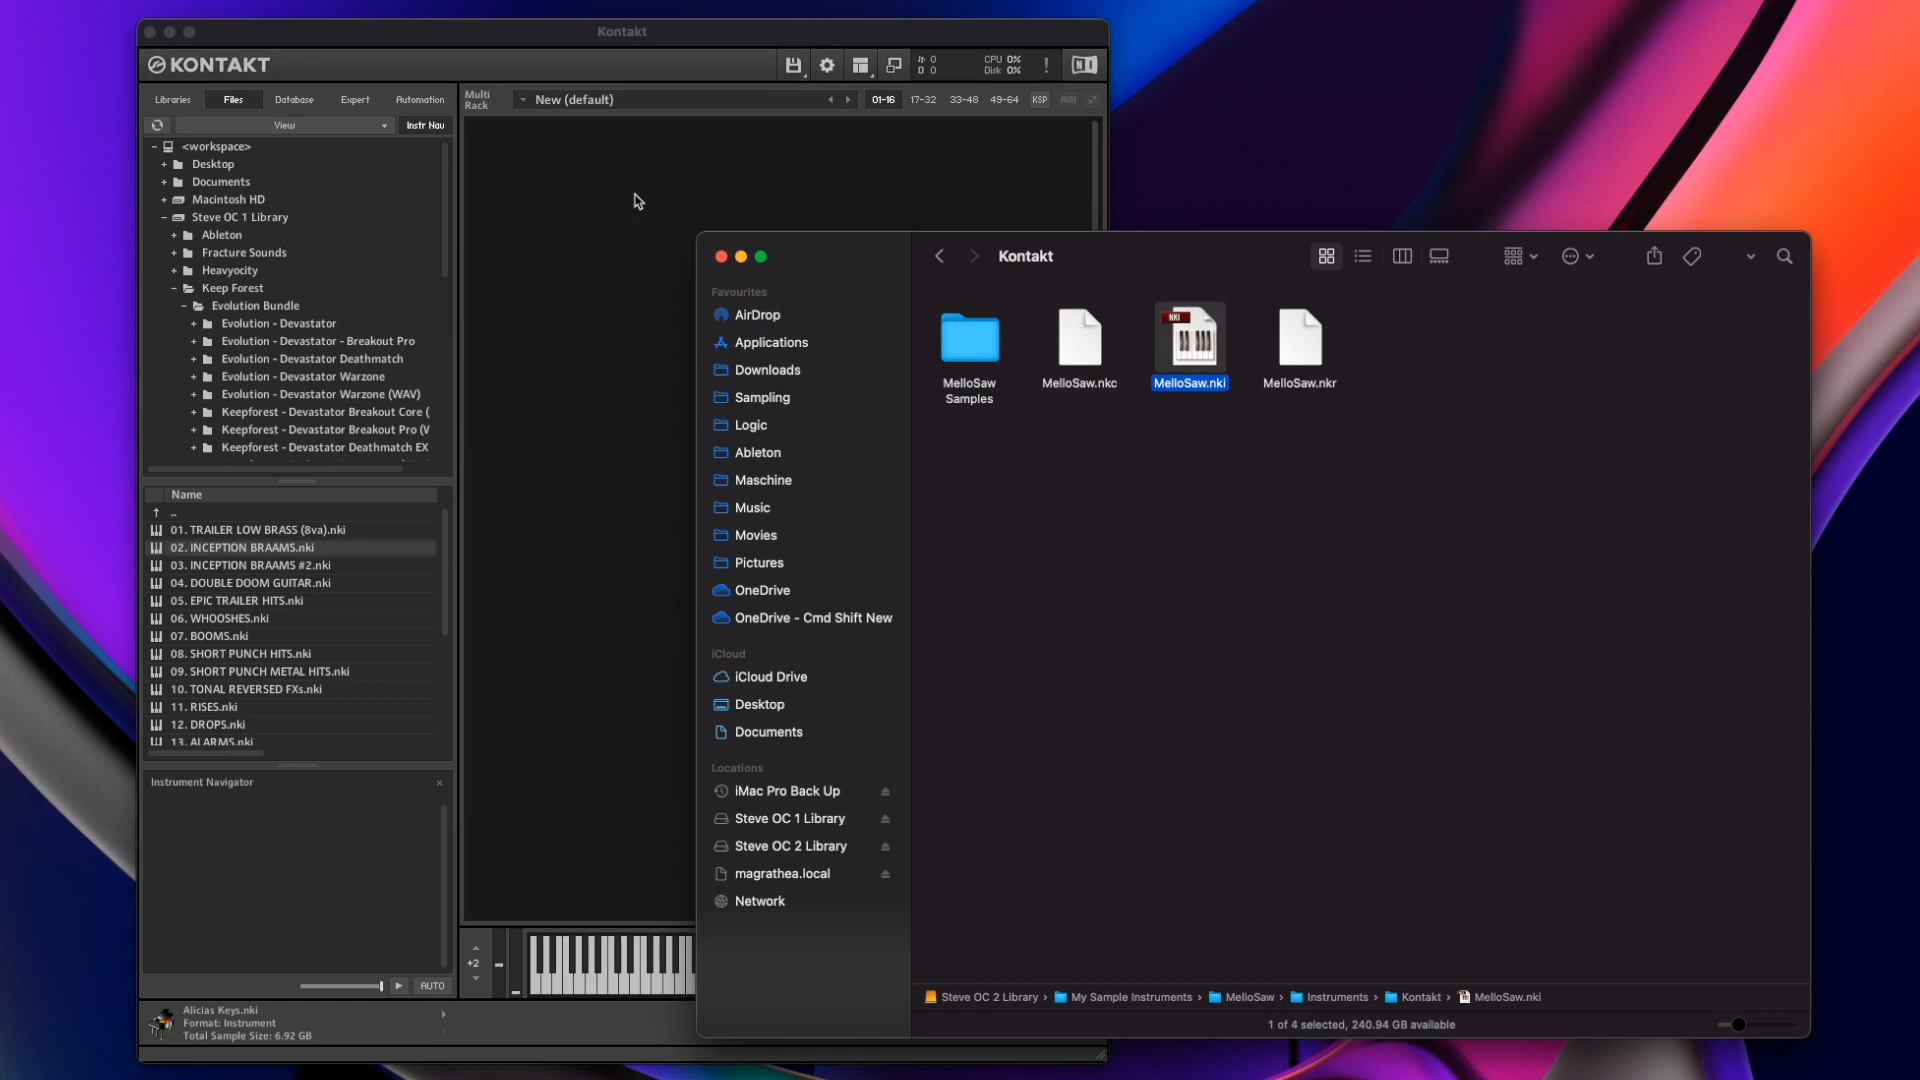 Kontakt
KONTAKT
0
0
CPU 0%
Disk 0%
!
NI
Libraries
Files
Database
Expert
Automation
Multi
Rack
New (default)
01-16
17-32
33-48
49-64
KSP
AUX
View
Instr Nav
<workspace>
Desktop
Documents
Macintosh HD
Steve OC 1 Library
Ableton
Fracture Sounds
Heavyocity
Keep Forest
Evolution Bundle
Evolution - Devastator
Evolution - Devastator - Breakout Pro
Evolution - Devastator Deathmatch
Evolution - Devastator Warzone
Evolution - Devastator Warzone (WAV)
Keepforest - Devastator Breakout Core (
Keepforest - Devastator Breakout Pro (V
Keepforest - Devastator Deathmatch EX
Name
..
01. TRAILER LOW BRASS (8va).nki
02. INCEPTION BRAAMS.nki
03. INCEPTION BRAAMS #2.nki
04. DOUBLE DOOM GUITAR.nki
05. EPIC TRAILER HITS.nki
06. WHOOSHES.nki
07. BOOMS.nki
08. SHORT PUNCH HITS.nki
09. SHORT PUNCH METAL HITS.nki
10. TONAL REVERSED FXs.nki
11. RISES.nki
12. DROPS.nki
13. ALARMS.nki
Instrument Navigator
AUTO
+2
Alicias Keys.nki
Format: Instrument
Total Sample Size: 6.92 GB
Kontakt
Favourites
AirDrop
Applications
Downloads
Sampling
Logic
Ableton
Maschine
Music
Movies
Pictures
OneDrive
OneDrive - Cmd Shift New
iCloud
iCloud Drive
Desktop
Documents
Locations
iMac Pro Back Up
Steve OC 1 Library
Steve OC 2 Library
magrathea.local
Network
MelloSaw
Samples
MelloSaw.nkc
NKI
MelloSaw.nki
MelloSaw.nkr
Steve OC 2 Library › My Sample Instruments › MelloSaw › Instruments › Kontakt › MelloSaw.nki
1 of 4 selected, 240.94 GB available